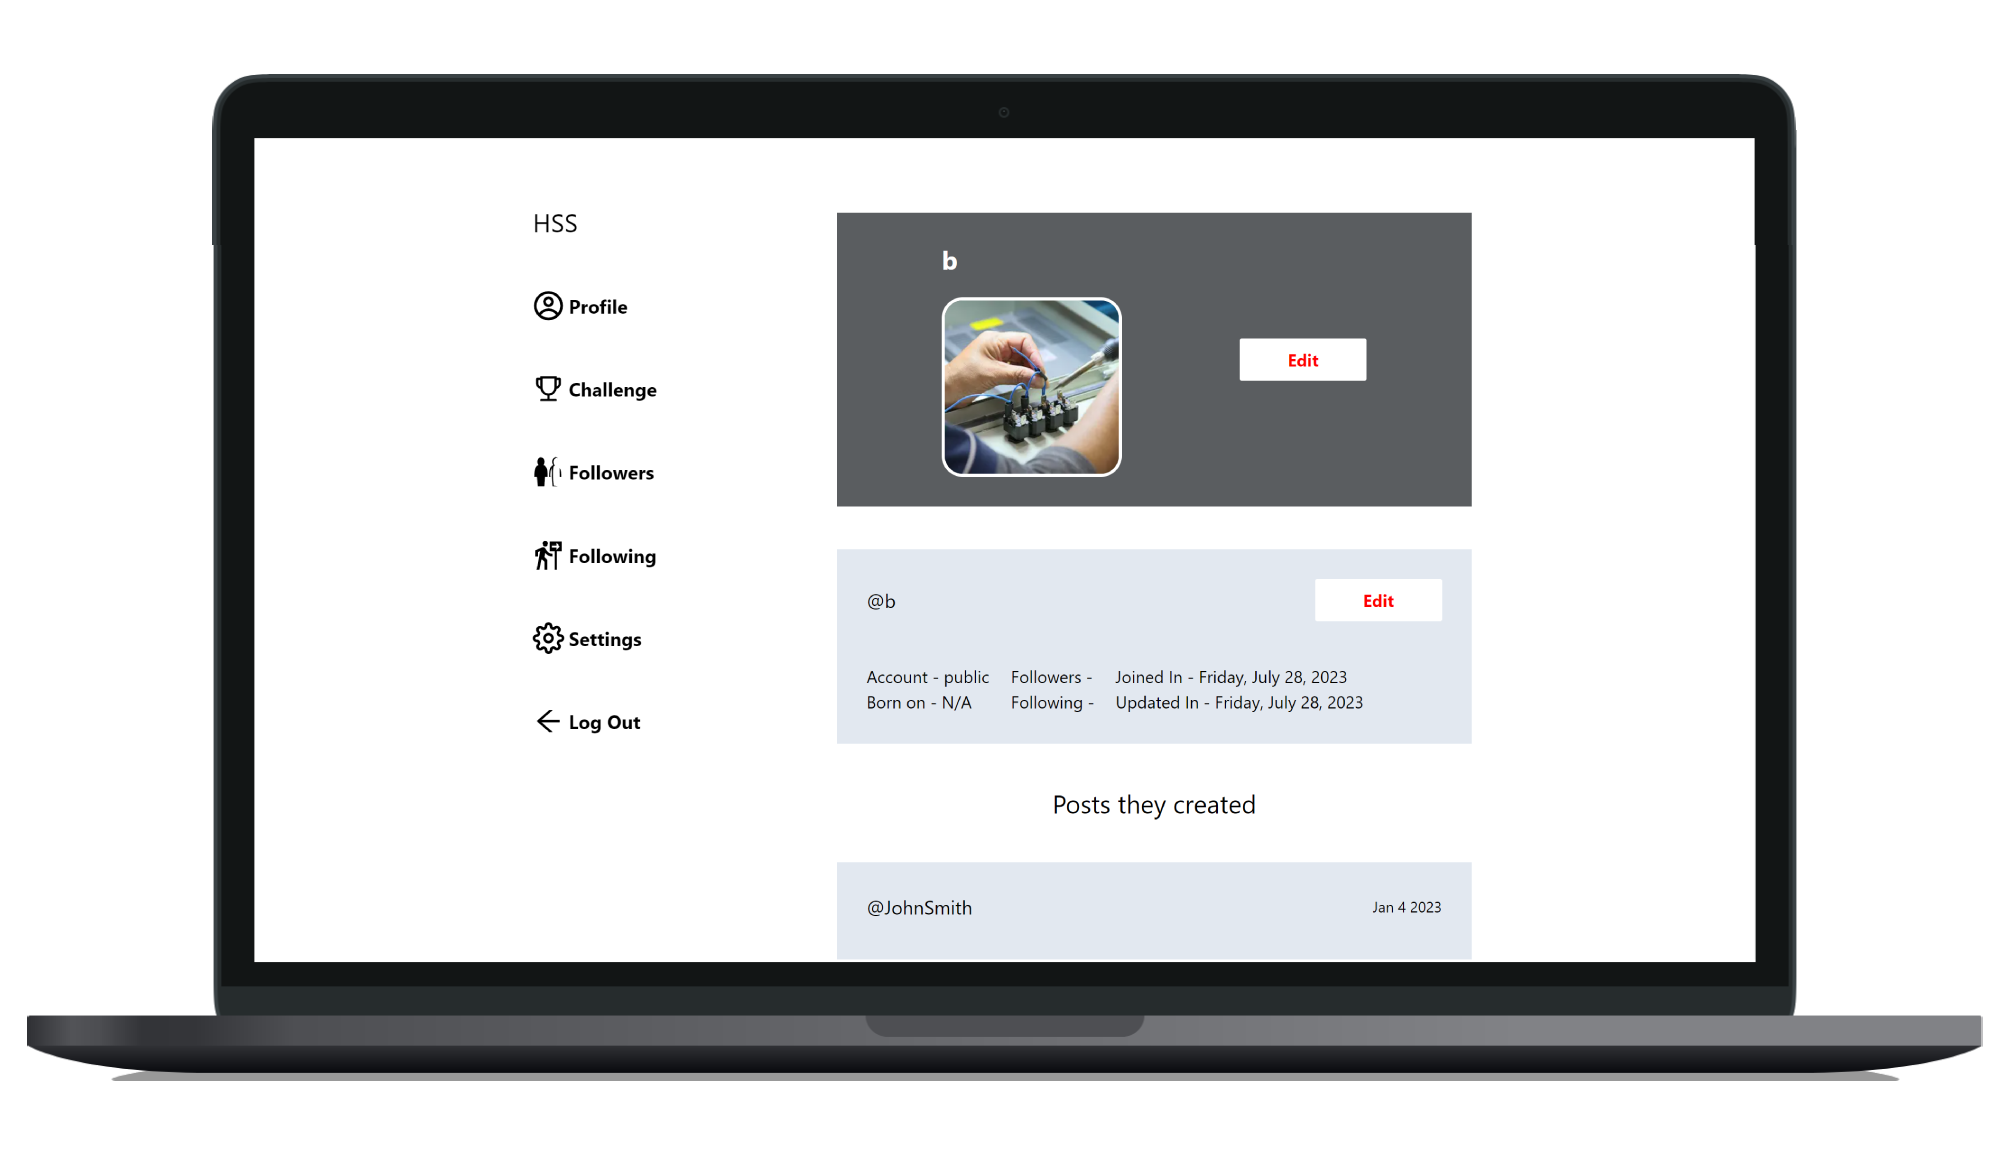 HSS
Profile
Challenge
Followers
Following
Settings
Log Out
b
Edit
@b
Edit
Account - public
Followers -
Joined In - Friday, July 28, 2023
Born on - N/A
Following -
Updated In - Friday, July 28, 2023
Posts they created
@JohnSmith
Jan 4 2023